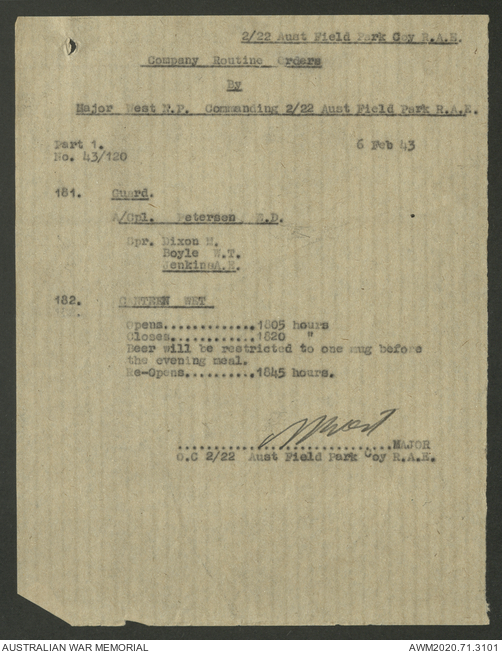 2/22 Aust Field Park Coy R.A.E.
Company Routine Orders
By
Major West N.P. Commanding 2/22 Aust Field Park R.A.E.
Part 1. 6 Feb 43
No. 43/120
181. Guard.
A/Cpl. Petersen E.D.
Spr. Dixon M.
Boyle W.T.
Jenkins A.E.
182. CANTEEN WET
Opens.............1805 hours
Closes............1820 "
Beer will be restricted to one mug before
the evening meal.
Re-Opens..........1845 hours.
................................MAJOR
O.C 2/22 Aust Field Park Coy R.A.E.
AUSTRALIAN WAR MEMORIAL AWM2020.71.3101